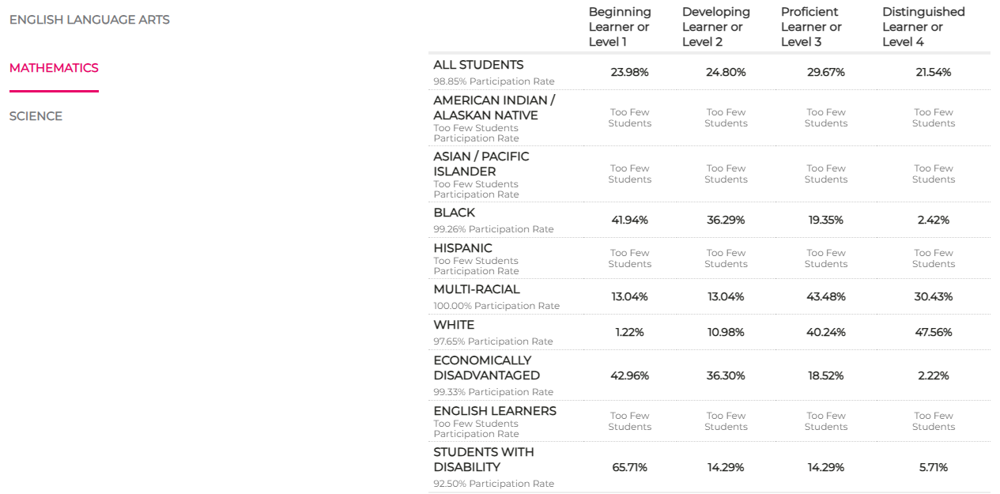 ENGLISH LANGUAGE ARTS
MATHEMATICS
SCIENCE
Beginning Learner or Level 1
Developing Learner or Level 2
Proficient Learner or Level 3
Distinguished Learner or Level 4
ALL STUDENTS
98.85% Participation Rate
23.98% 24.80% 29.67% 21.54%
AMERICAN INDIAN /
ALASKAN NATIVE
Too Few Students
Participation Rate
Too Few Students Too Few Students Too Few Students Too Few Students
ASIAN / PACIFIC
ISLANDER
Too Few Students
Participation Rate
Too Few Students Too Few Students Too Few Students Too Few Students
BLACK
99.26% Participation Rate
41.94% 36.29% 19.35% 2.42%
HISPANIC
Too Few Students
Participation Rate
Too Few Students Too Few Students Too Few Students Too Few Students
MULTI-RACIAL
100.00% Participation Rate
13.04% 13.04% 43.48% 30.43%
WHITE
97.65% Participation Rate
1.22% 10.98% 40.24% 47.56%
ECONOMICALLY
DISADVANTAGED
99.33% Participation Rate
42.96% 36.30% 18.52% 2.22%
ENGLISH LEARNERS
Too Few Students
Participation Rate
Too Few Students Too Few Students Too Few Students Too Few Students
STUDENTS WITH
DISABILITY
92.50% Participation Rate
65.71% 14.29% 14.29% 5.71%